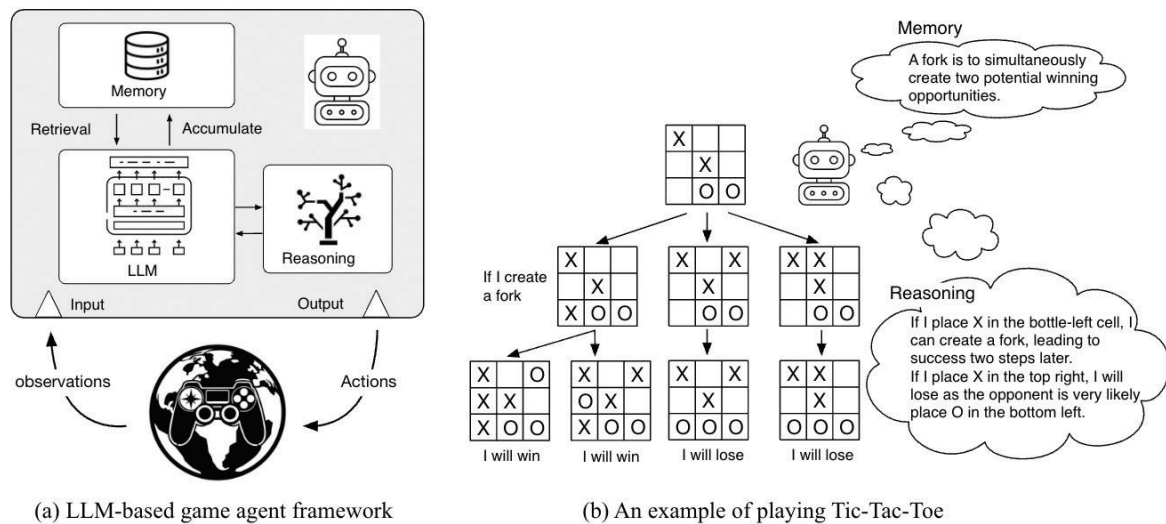 Memory
Retrieval
Accumulate
LLM
Reasoning
Input
Output
observations
Actions
(a) LLM-based game agent framework
Memory
A fork is to simultaneously
create two potential winning
opportunities.
X
X
O O
If I create
a fork
X
X
X O O
X X
X
O O
X X
X
O O
X O
X X
X O O
I will win
X X
O X
X O O
I will win
X X
X
O O O
I will lose
X X
X
O O O
I will lose
Reasoning
If I place X in the bottle-left cell, I
can create a fork, leading to
success two steps later.
If I place X in the top right, I will
lose as the opponent is very likely
place O in the bottom left.
(b) An example of playing Tic-Tac-Toe